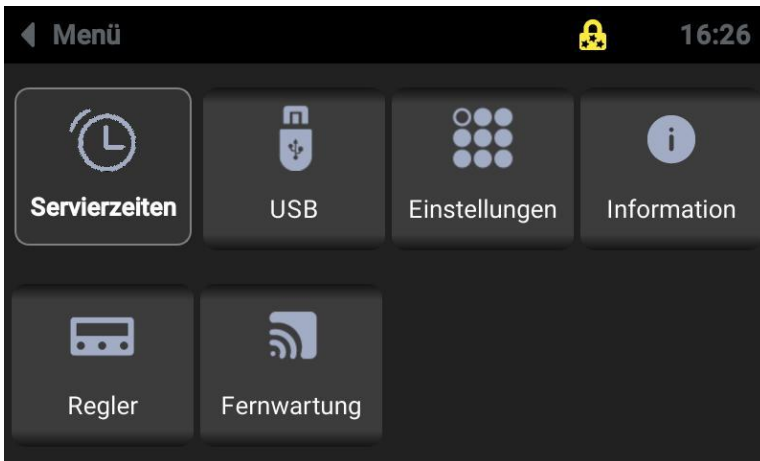 Menü 16:26
Servierzeiten USB Einstellungen Information
Regler Fernwartung